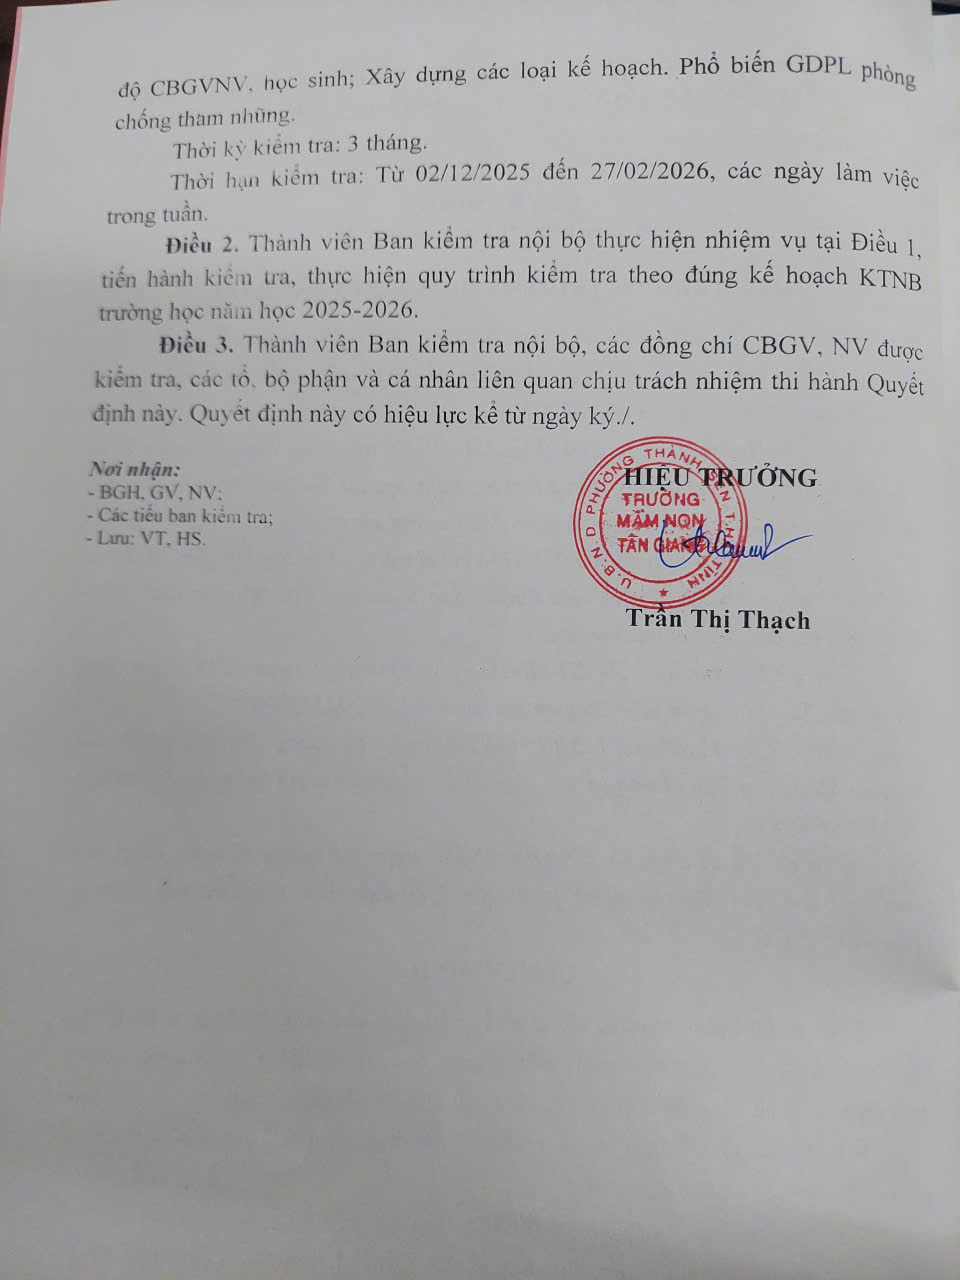 độ CBGVNV, học sinh; Xây dựng các loại kế hoạch. Phổ biến GDPL phòng
chống tham nhũng.
Thời kỳ kiểm tra: 3 tháng.
Thời hạn kiểm tra: Từ 02/12/2025 đến 27/02/2026, các ngày làm việc
trong tuần.
Điều 2. Thành viên Ban kiểm tra nội bộ thực hiện nhiệm vụ tại Điều 1,
tiến hành kiểm tra, thực hiện quy trình kiểm tra theo đúng kế hoạch KTNB
trường học năm học 2025-2026.
Điều 3. Thành viên Ban kiểm tra nội bộ, các đồng chí CBGV, NV được
kiểm tra, các tổ, bộ phận và cá nhân liên quan chịu trách nhiệm thi hành Quyết
định này. Quyết định này có hiệu lực kể từ ngày ký./.
Nơi nhận:
- BGH, GV, NV;
- Các tiểu ban kiểm tra;
- Lưu: VT, HS.
HIỆU TRƯỞNG
U.B.N.D PHƯỜNG THÀNH SEN T. TĨNH
TRƯỜNG
MẦM NON
TÂN GIANG
Trần Thị Thạch